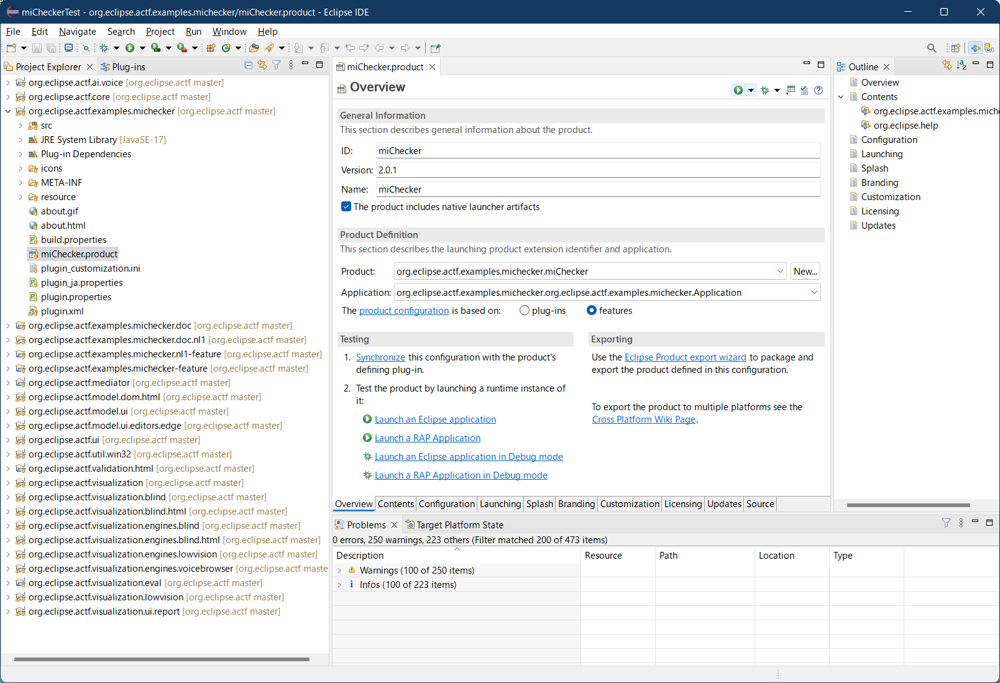 miCheckerTest - org.eclipse.actf.examples.michecker/miChecker.product - Eclipse IDE
File Edit Navigate Search Project Run Window Help
Project Explorer
Plug-ins
org.eclipse.actf.ai.voice [org.eclipse.actf master]
org.eclipse.actf.core [org.eclipse.actf master]
org.eclipse.actf.examples.michecker [org.eclipse.actf master]
src
JRE System Library [JavaSE-17]
Plug-in Dependencies
icons
META-INF
resource
about.gif
about.html
build.properties
miChecker.product
plugin_customization.ini
plugin_ja.properties
plugin.properties
plugin.xml
org.eclipse.actf.examples.michecker.doc [org.eclipse.actf master]
org.eclipse.actf.examples.michecker.doc.nl1 [org.eclipse.actf master]
org.eclipse.actf.examples.michecker.nl1-feature [org.eclipse.actf master]
org.eclipse.actf.examples.michecker-feature [org.eclipse.actf master]
org.eclipse.actf.mediator [org.eclipse.actf master]
org.eclipse.actf.model.dom.html [org.eclipse.actf master]
org.eclipse.actf.model.ui [org.eclipse.actf master]
org.eclipse.actf.model.ui.editors.edge [org.eclipse.actf master]
org.eclipse.actf.ui [org.eclipse.actf master]
org.eclipse.actf.util.win32 [org.eclipse.actf master]
org.eclipse.actf.validation.html [org.eclipse.actf master]
org.eclipse.actf.visualization [org.eclipse.actf master]
org.eclipse.actf.visualization.blind [org.eclipse.actf master]
org.eclipse.actf.visualization.blind.html [org.eclipse.actf master]
org.eclipse.actf.visualization.engines.blind [org.eclipse.actf master]
org.eclipse.actf.visualization.engines.blind.html [org.eclipse.actf master]
org.eclipse.actf.visualization.engines.lowvision [org.eclipse.actf master]
org.eclipse.actf.visualization.engines.voicebrowser [org.eclipse.actf maste
org.eclipse.actf.visualization.eval [org.eclipse.actf master]
org.eclipse.actf.visualization.lowvision [org.eclipse.actf master]
org.eclipse.actf.visualization.ui.report [org.eclipse.actf master]
miChecker.product
Overview
General Information
This section describes general information about the product.
ID: miChecker
Version: 2.0.1
Name: miChecker
The product includes native launcher artifacts
Product Definition
This section describes the launching product extension identifier and application.
Product: org.eclipse.actf.examples.michecker.miChecker New...
Application: org.eclipse.actf.examples.michecker.org.eclipse.actf.examples.michecker.Application
The product configuration is based on: plug-ins features
Testing
1. Synchronize this configuration with the product's
defining plug-in.
2. Test the product by launching a runtime instance of
it:
Launch an Eclipse application
Launch a RAP Application
Launch an Eclipse application in Debug mode
Launch a RAP Application in Debug mode
Exporting
Use the Eclipse Product export wizard to package and
export the product defined in this configuration.
To export the product to multiple platforms see the
Cross Platform Wiki Page.
Overview Contents Configuration Launching Splash Branding Customization Licensing Updates Source
Outline
Overview
Contents
org.eclipse.actf.examples.miche
org.eclipse.help
Configuration
Launching
Splash
Branding
Customization
Licensing
Updates
Problems
Target Platform State
0 errors, 250 warnings, 223 others (Filter matched 200 of 473 items)
Description Resource Path Location Type
Warnings (100 of 250 items)
Infos (100 of 223 items)